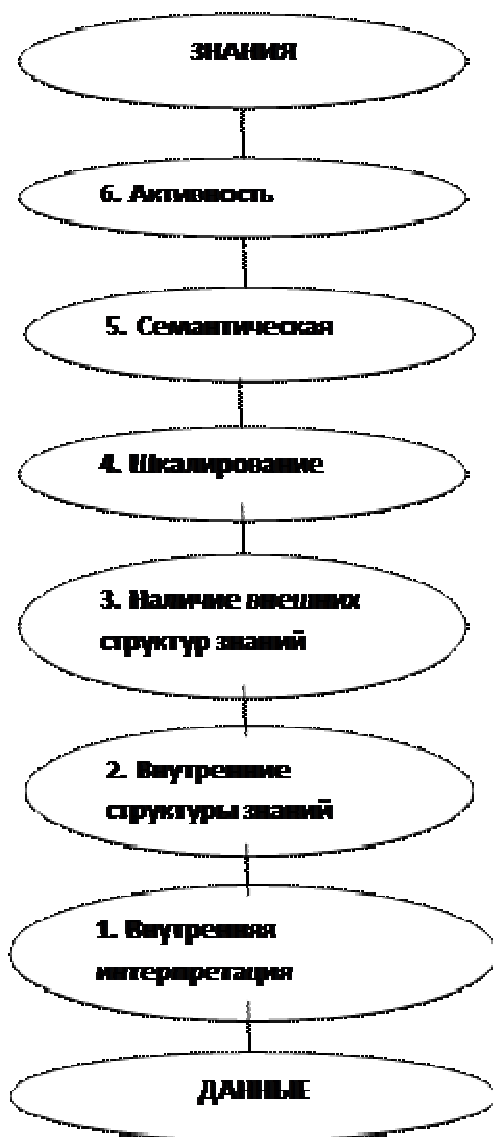 ЗНАНИЯ
6. Активность
5. Семантическая
4. Шкалирование
3. Наличие внешних
структур знаний
2. Внутренние
структуры знаний
1. Внутренняя
интерпретация
ДАННЫЕ